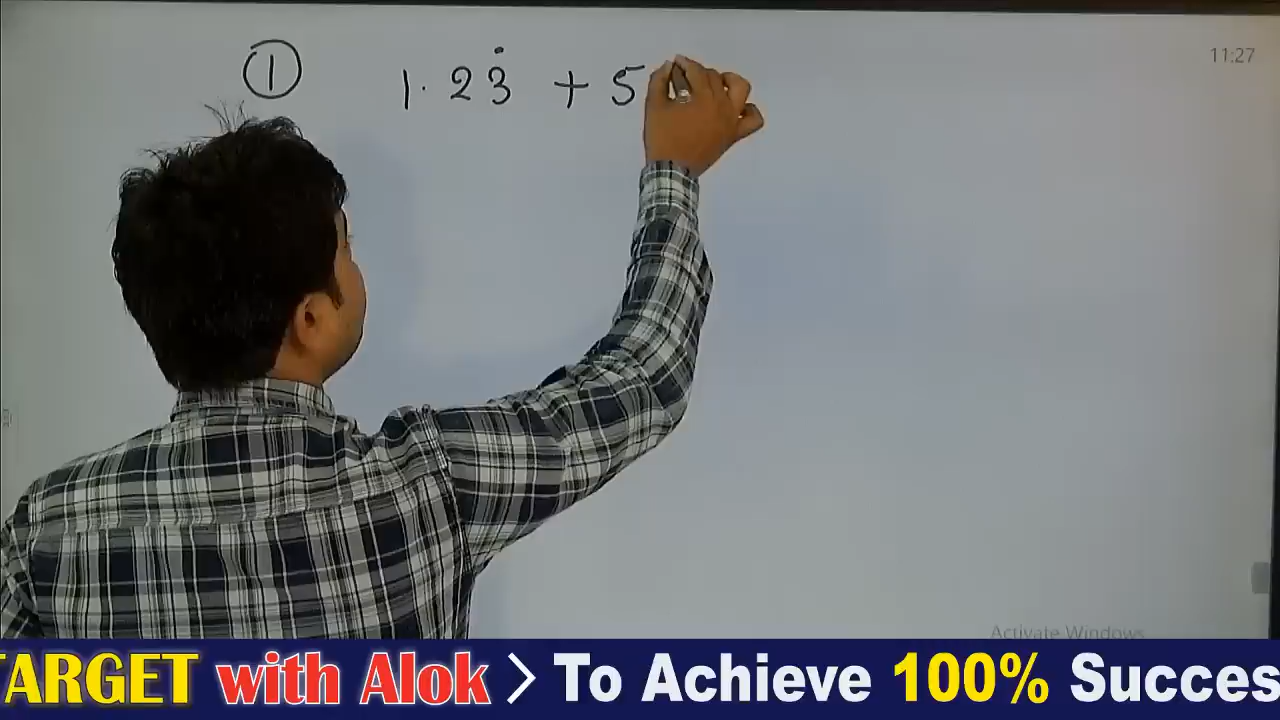 ① 1.23̇ + 5
11:27
Activate Windows
TARGET with Alok > To Achieve 100% Succes